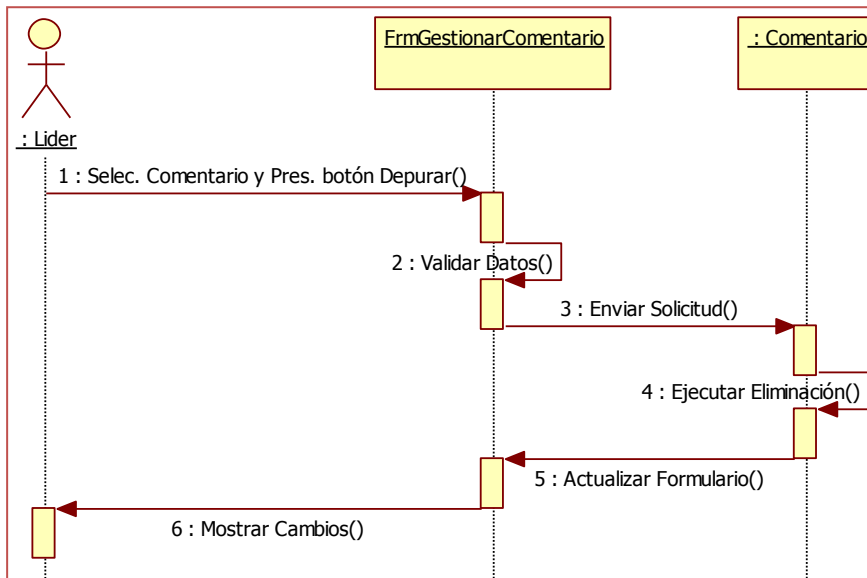 FrmGestionarComentario
: Comentario
: Lider
1 : Selec. Comentario y Pres. botón Depurar()
2 : Validar Datos()
3 : Enviar Solicitud()
4 : Ejecutar Eliminación()
5 : Actualizar Formulario()
6 : Mostrar Cambios()